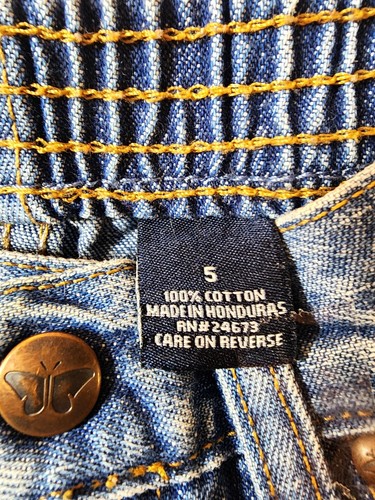 5
100% COTTON
MADE IN HONDURAS
RN# 24673
CARE ON REVERSE